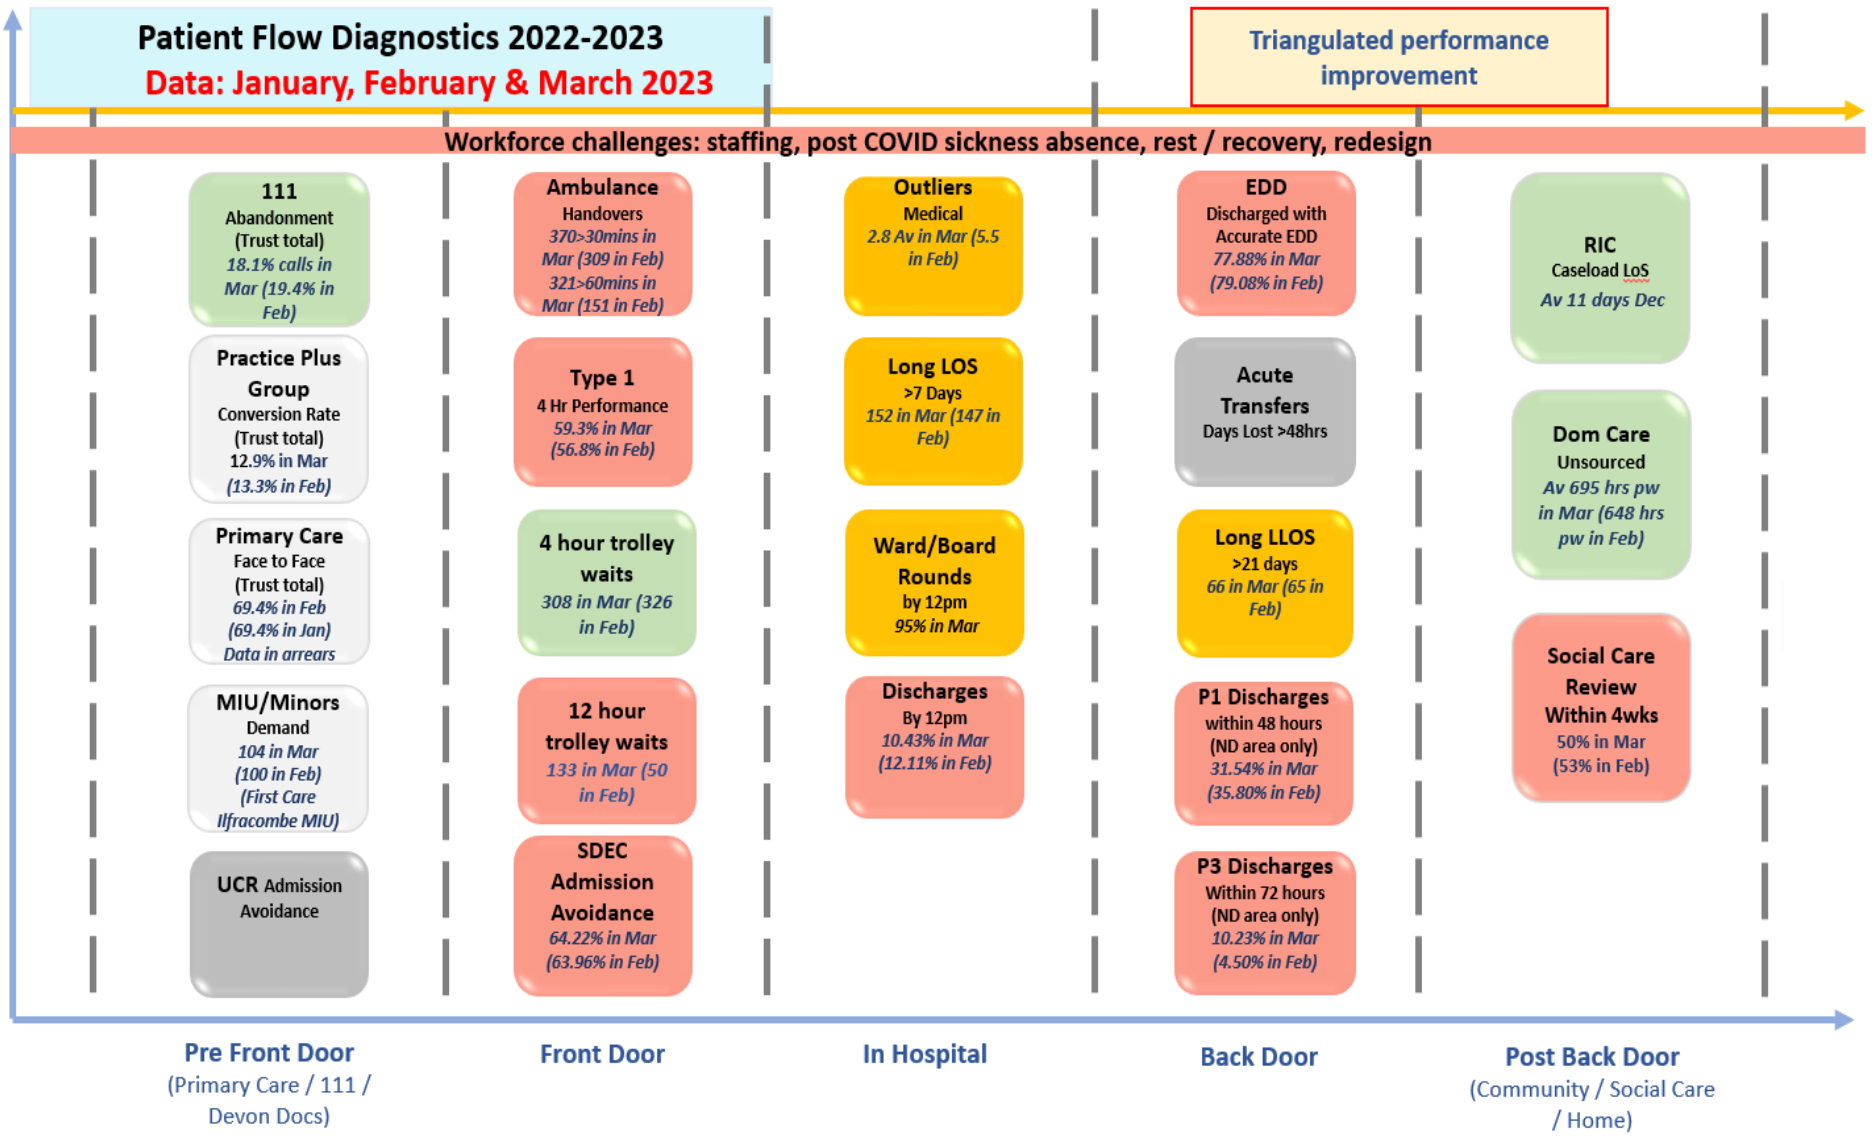 Patient Flow Diagnostics 2022-2023
Data: January, February & March 2023
Triangulated performance
improvement
Workforce challenges: staffing, post COVID sickness absence, rest / recovery, redesign
111
Abandonment
(Trust total)
18.1% calls in
Mar (19.4% in
Feb)
Practice Plus
Group
Conversion Rate
(Trust total)
12.9% in Mar
(13.3% in Feb)
Primary Care
Face to Face
(Trust total)
69.4% in Feb
(69.4% in Jan)
Data in arrears
MIU/Minors
Demand
104 in Mar
(100 in Feb)
(First Care
Ilfracombe MIU)
UCR Admission
Avoidance
Ambulance
Handovers
370>30mins in
Mar (309 in Feb)
321>60mins in
Mar (151 in Feb)
Type 1
4 Hr Performance
59.3% in Mar
(56.8% in Feb)
4 hour trolley
waits
308 in Mar (326
in Feb)
12 hour
trolley waits
133 in Mar (50
in Feb)
SDEC
Admission
Avoidance
64.22% in Mar
(63.96% in Feb)
Outliers
Medical
2.8 Av in Mar (5.5
in Feb)
Long LOS
>7 Days
152 in Mar (147 in
Feb)
Ward/Board
Rounds
by 12pm
95% in Mar
Discharges
By 12pm
10.43% in Mar
(12.11% in Feb)
EDD
Discharged with
Accurate EDD
77.88% in Mar
(79.08% in Feb)
Acute
Transfers
Days Lost >48hrs
Long LLOS
>21 days
66 in Mar (65 in
Feb)
P1 Discharges
within 48 hours
(ND area only)
31.54% in Mar
(35.80% in Feb)
P3 Discharges
Within 72 hours
(ND area only)
10.23% in Mar
(4.50% in Feb)
RIC
Caseload LoS
Av 11 days Dec
Dom Care
Unsourced
Av 695 hrs pw
in Mar (648 hrs
pw in Feb)
Social Care
Review
Within 4wks
50% in Mar
(53% in Feb)
Pre Front Door
(Primary Care / 111 /
Devon Docs)
Front Door
In Hospital
Back Door
Post Back Door
(Community / Social Care
/ Home)